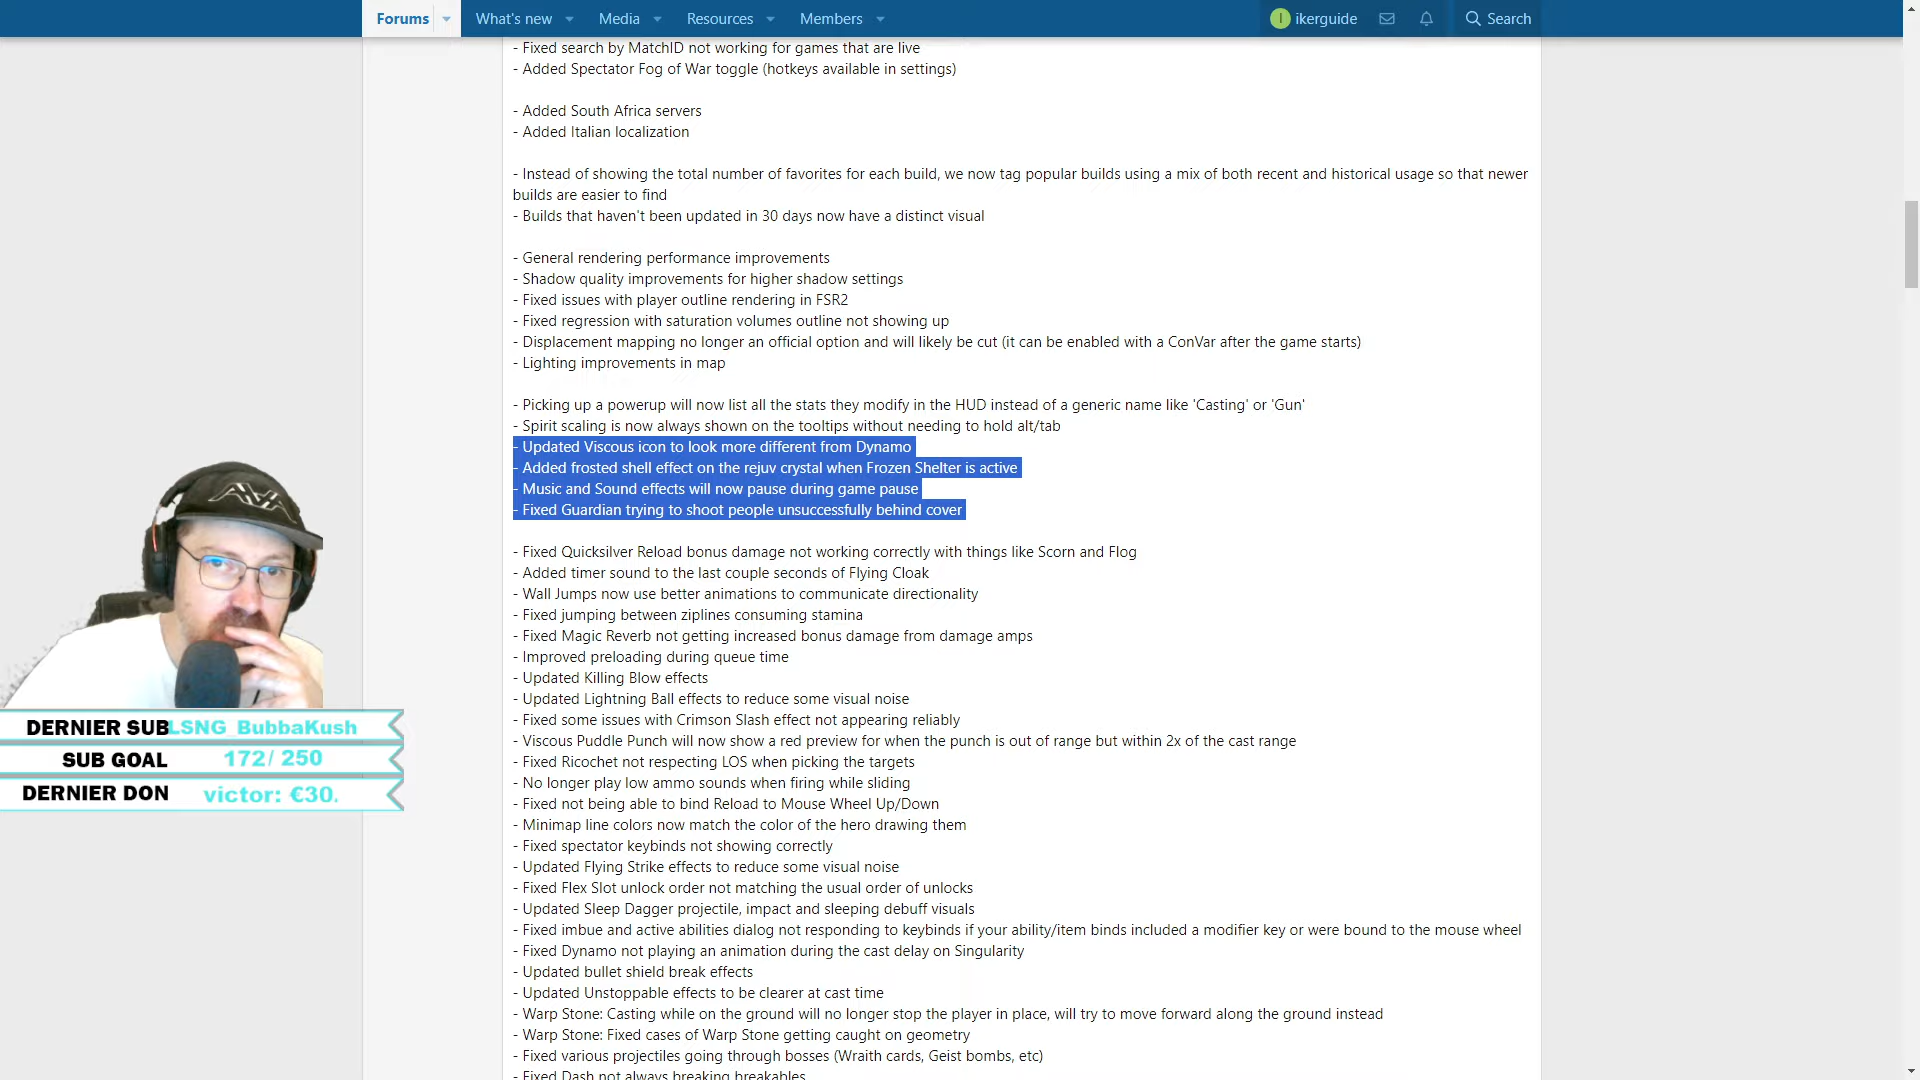 Forums What's new Media Resources Members ikerguide Search
- Fixed search by MatchID not working for games that are live
- Added Spectator Fog of War toggle (hotkeys available in settings)
- Added South Africa servers
- Added Italian localization
- Instead of showing the total number of favorites for each build, we now tag popular builds using a mix of both recent and historical usage so that newer
builds are easier to find
- Builds that haven't been updated in 30 days now have a distinct visual
- General rendering performance improvements
- Shadow quality improvements for higher shadow settings
- Fixed issues with player outline rendering in FSR2
- Fixed regression with saturation volumes outline not showing up
- Displacement mapping no longer an official option and will likely be cut (it can be enabled with a ConVar after the game starts)
- Lighting improvements in map
- Picking up a powerup will now list all the stats they modify in the HUD instead of a generic name like 'Casting' or 'Gun'
- Spirit scaling is now always shown on the tooltips without needing to hold alt/tab
- Updated Viscous icon to look more different from Dynamo
- Added frosted shell effect on the rejuv crystal when Frozen Shelter is active
- Music and Sound effects will now pause during game pause
- Fixed Guardian trying to shoot people unsuccessfully behind cover
- Fixed Quicksilver Reload bonus damage not working correctly with things like Scorn and Flog
- Added timer sound to the last couple seconds of Flying Cloak
- Wall Jumps now use better animations to communicate directionality
- Fixed jumping between ziplines consuming stamina
- Fixed Magic Reverb not getting increased bonus damage from damage amps
- Improved preloading during queue time
- Updated Killing Blow effects
- Updated Lightning Ball effects to reduce some visual noise
- Fixed some issues with Crimson Slash effect not appearing reliably
- Viscous Puddle Punch will now show a red preview for when the punch is out of range but within 2x of the cast range
- Fixed Ricochet not respecting LOS when picking the targets
- No longer play low ammo sounds when firing while sliding
- Fixed not being able to bind Reload to Mouse Wheel Up/Down
- Minimap line colors now match the color of the hero drawing them
- Fixed spectator keybinds not showing correctly
- Updated Flying Strike effects to reduce some visual noise
- Fixed Flex Slot unlock order not matching the usual order of unlocks
- Updated Sleep Dagger projectile, impact and sleeping debuff visuals
- Fixed imbue and active abilities dialog not responding to keybinds if your ability/item binds included a modifier key or were bound to the mouse wheel
- Fixed Dynamo not playing an animation during the cast delay on Singularity
- Updated bullet shield break effects
- Updated Unstoppable effects to be clearer at cast time
- Warp Stone: Casting while on the ground will no longer stop the player in place, will try to move forward along the ground instead
- Warp Stone: Fixed cases of Warp Stone getting caught on geometry
- Fixed various projectiles going through bosses (Wraith cards, Geist bombs, etc)
- Fixed Dash not always breaking breakables
DERNIER SUB LSNG_BubbaKush
SUB GOAL 172/ 250
DERNIER DON victor: €30.